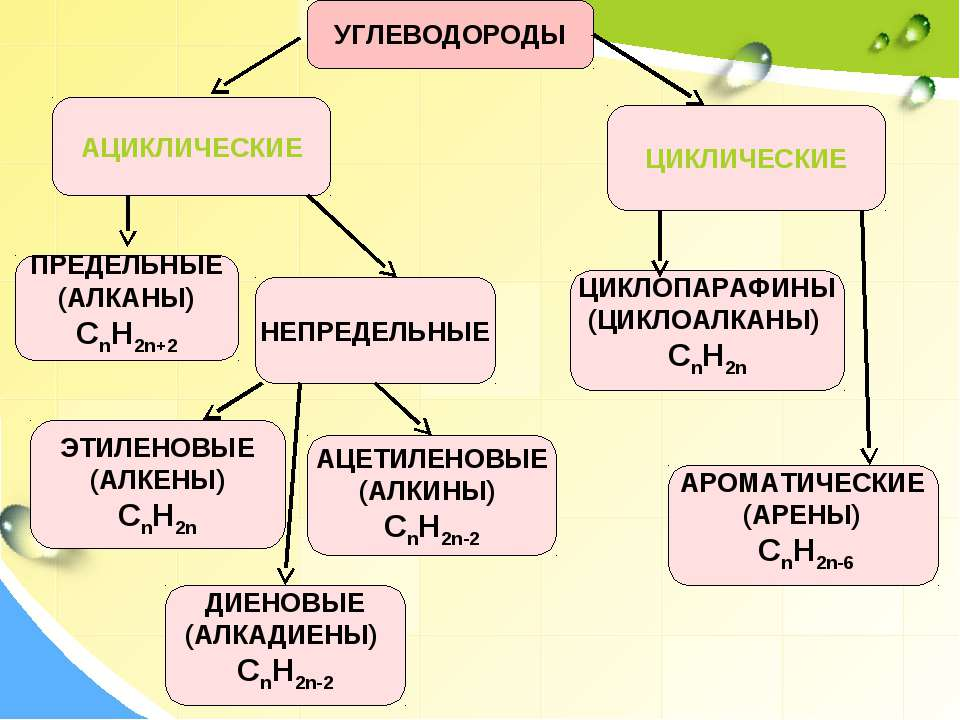 УГЛЕВОДОРОДЫ
АЦИКЛИЧЕСКИЕ
ЦИКЛИЧЕСКИЕ
ПРЕДЕЛЬНЫЕ
(АЛКАНЫ)
CnH2n+2
НЕПРЕДЕЛЬНЫЕ
ЦИКЛОПАРАФИНЫ
(ЦИКЛОАЛКАНЫ)
CnH2n
ЭТИЛЕНОВЫЕ
(АЛКЕНЫ)
CnH2n
АЦЕТИЛЕНОВЫЕ
(АЛКИНЫ)
CnH2n-2
АРОМАТИЧЕСКИЕ
(АРЕНЫ)
CnH2n-6
ДИЕНОВЫЕ
(АЛКАДИЕНЫ)
CnH2n-2